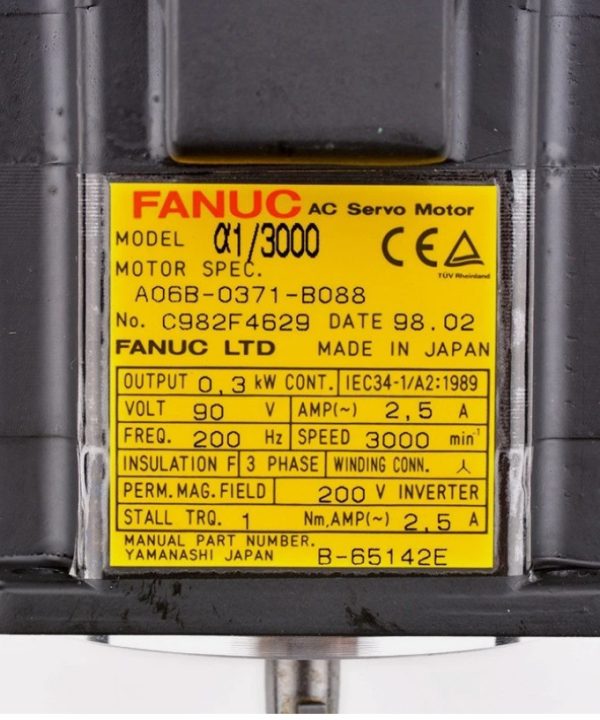 FANUC AC Servo Motor
MODEL α1/3000
CE
TÜV Rheinland
MOTOR SPEC.
A06B-0371-B088
No. C982F4629 DATE 98.02
FANUC LTD MADE IN JAPAN
OUTPUT 0,3 kW CONT. IEC34-1/A2:1989
VOLT 90 V AMP(~) 2,5 A
FREQ. 200 Hz SPEED 3000 min⁻¹
INSULATION F 3 PHASE WINDING CONN. 人
PERM.MAG.FIELD 200 V INVERTER
STALL TRQ. 1 Nm,AMP(~) 2,5 A
MANUAL PART NUMBER.
YAMANASHI JAPAN B-65142E